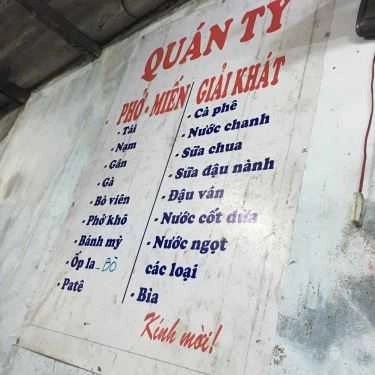 QUÁN TÝ
PHỞ - MIẾN
- Tái
- Nạm
- Gân
- Gà
- Bò viên
- Phở khô
- Bánh mỳ
- Ốp la _ Bò
- Patê
GIẢI KHÁT
- Cà phê
- Nước chanh
- Sữa chua
- Sữa đậu nành
- Đậu ván
- Nước cốt dừa
- Nước ngọt
các loại
- Bia
Kính mời!